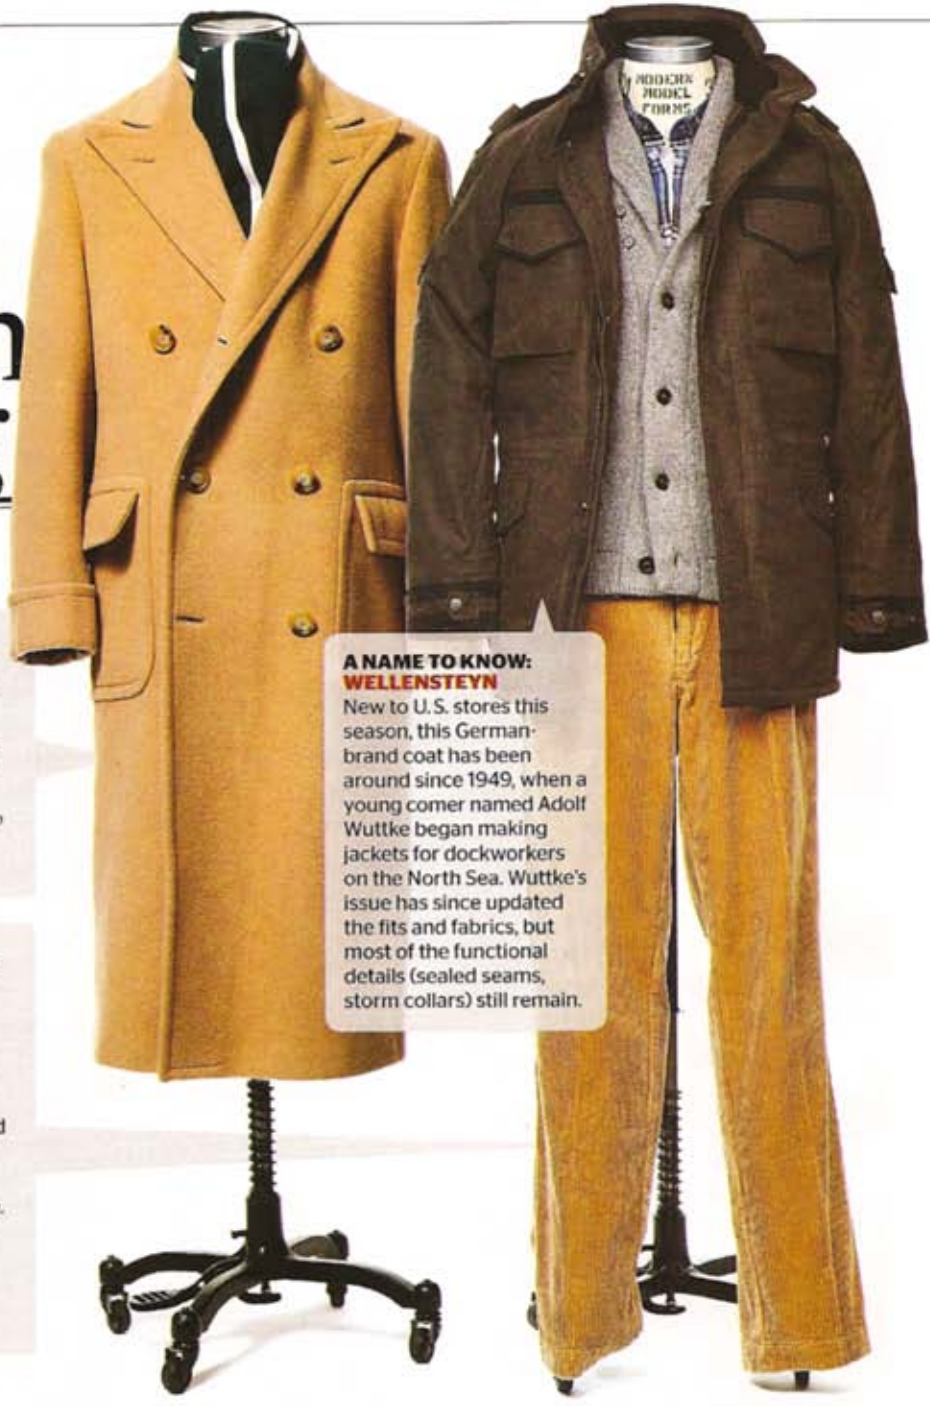 MODERN
MODEL
FORMS
A NAME TO KNOW:
WELLENSTEYN
New to U.S. stores this
season, this German-
brand coat has been
around since 1949, when a
young comer named Adolf
Wuttke began making
jackets for dockworkers
on the North Sea. Wuttke's
issue has since updated
the fits and fabrics, but
most of the functional
details (sealed seams,
storm collars) still remain.